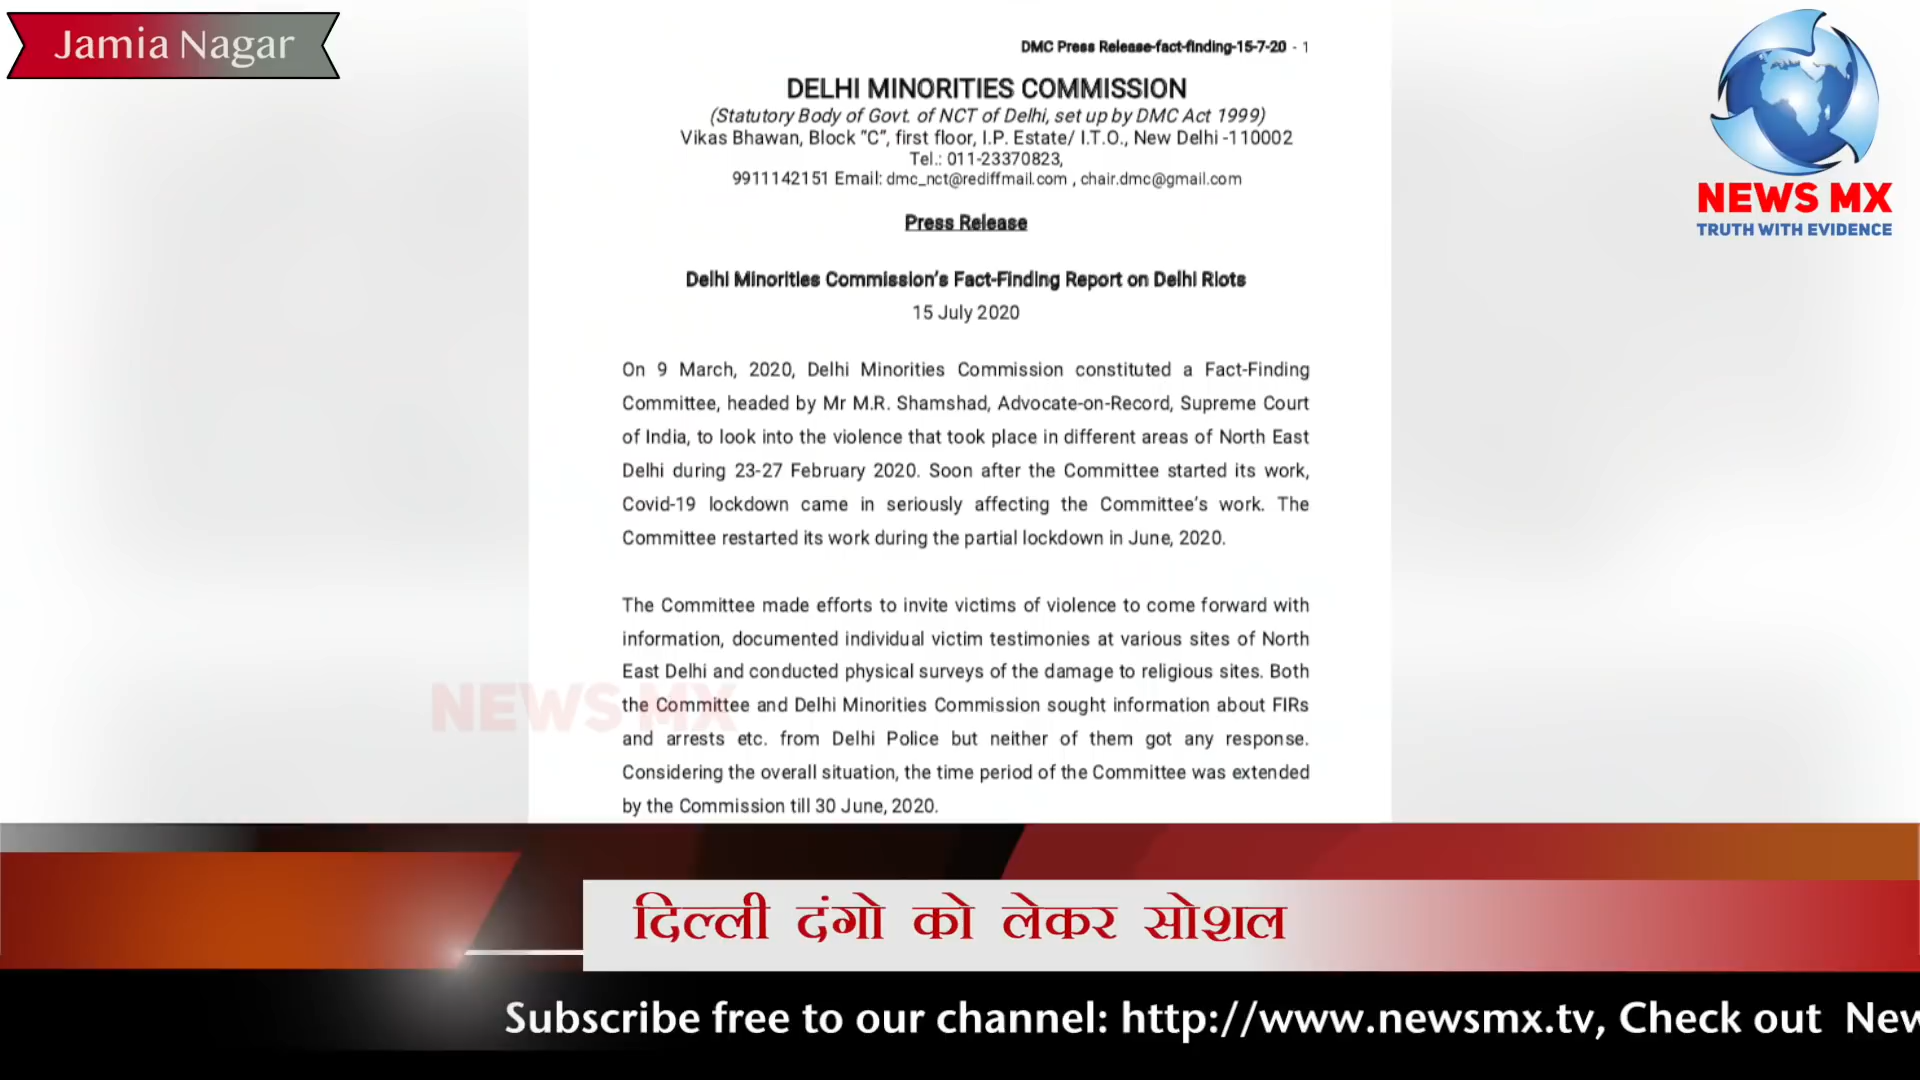 Jamia Nagar
DMC Press Release-fact-finding-15-7-20 - 1
DELHI MINORITIES COMMISSION
(Statutory Body of Govt. of NCT of Delhi, set up by DMC Act 1999)
Vikas Bhawan, Block "C", first floor, I.P. Estate/ I.T.O., New Delhi -110002
Tel.: 011-23370823,
9911142151 Email: dmc_nct@rediffmail.com , chair.dmc@gmail.com
Press Release
Delhi Minorities Commission's Fact-Finding Report on Delhi Riots
15 July 2020
On 9 March, 2020, Delhi Minorities Commission constituted a Fact-Finding
Committee, headed by Mr M.R. Shamshad, Advocate-on-Record, Supreme Court
of India, to look into the violence that took place in different areas of North East
Delhi during 23-27 February 2020. Soon after the Committee started its work,
Covid-19 lockdown came in seriously affecting the Committee's work. The
Committee restarted its work during the partial lockdown in June, 2020.
The Committee made efforts to invite victims of violence to come forward with
information, documented individual victim testimonies at various sites of North
East Delhi and conducted physical surveys of the damage to religious sites. Both
the Committee and Delhi Minorities Commission sought information about FIRs
and arrests etc. from Delhi Police but neither of them got any response.
Considering the overall situation, the time period of the Committee was extended
by the Commission till 30 June, 2020.
NEWS MX
TRUTH WITH EVIDENCE
NEWS MX
दिल्ली दंगो को लेकर सोशल
Subscribe free to our channel: http://www.newsmx.tv, Check out New